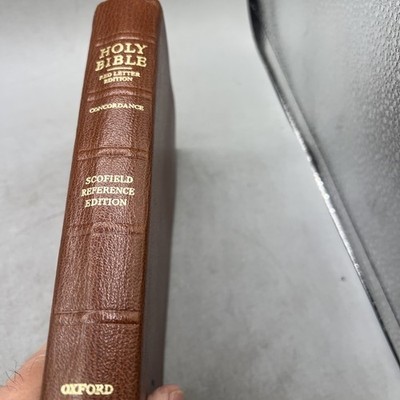 HOLY
BIBLE
RED LETTER
EDITION
CONCORDANCE
SCOFIELD
REFERENCE
EDITION
OXFORD